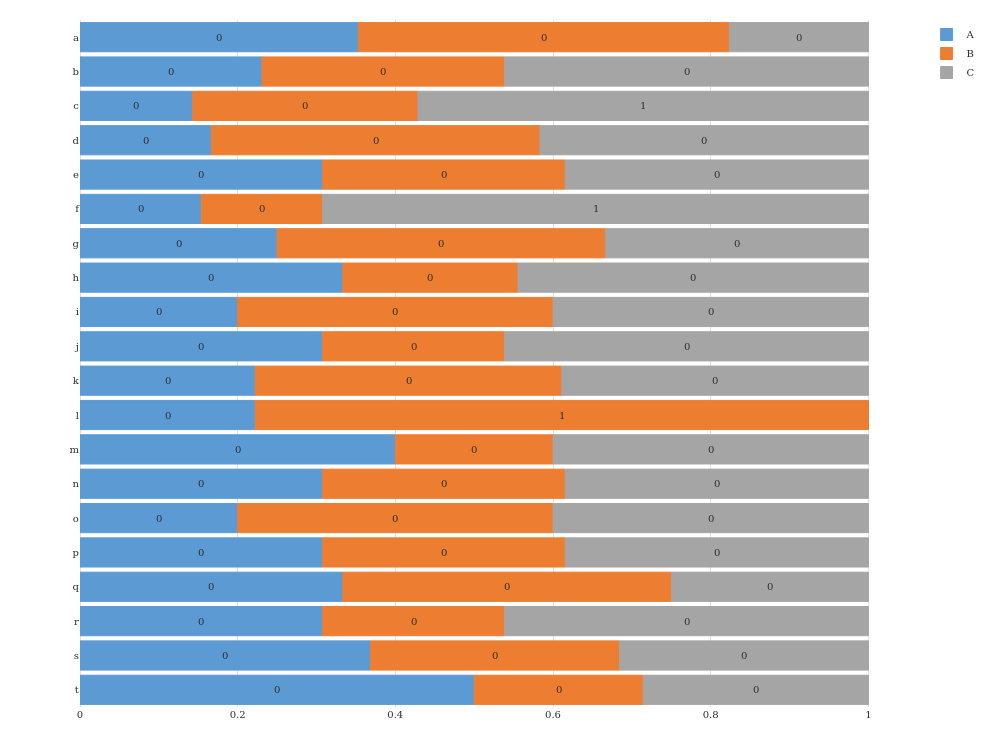 a 0 0 0
b 0 0 0
c 0 0 1
d 0 0 0
e 0 0 0
f 0 0 1
g 0 0 0
h 0 0 0
i 0 0 0
j 0 0 0
k 0 0 0
l 0 1
m 0 0 0
n 0 0 0
o 0 0 0
p 0 0 0
q 0 0 0
r 0 0 0
s 0 0 0
t 0 0 0
0 0.2 0.4 0.6 0.8 1
A
B
C